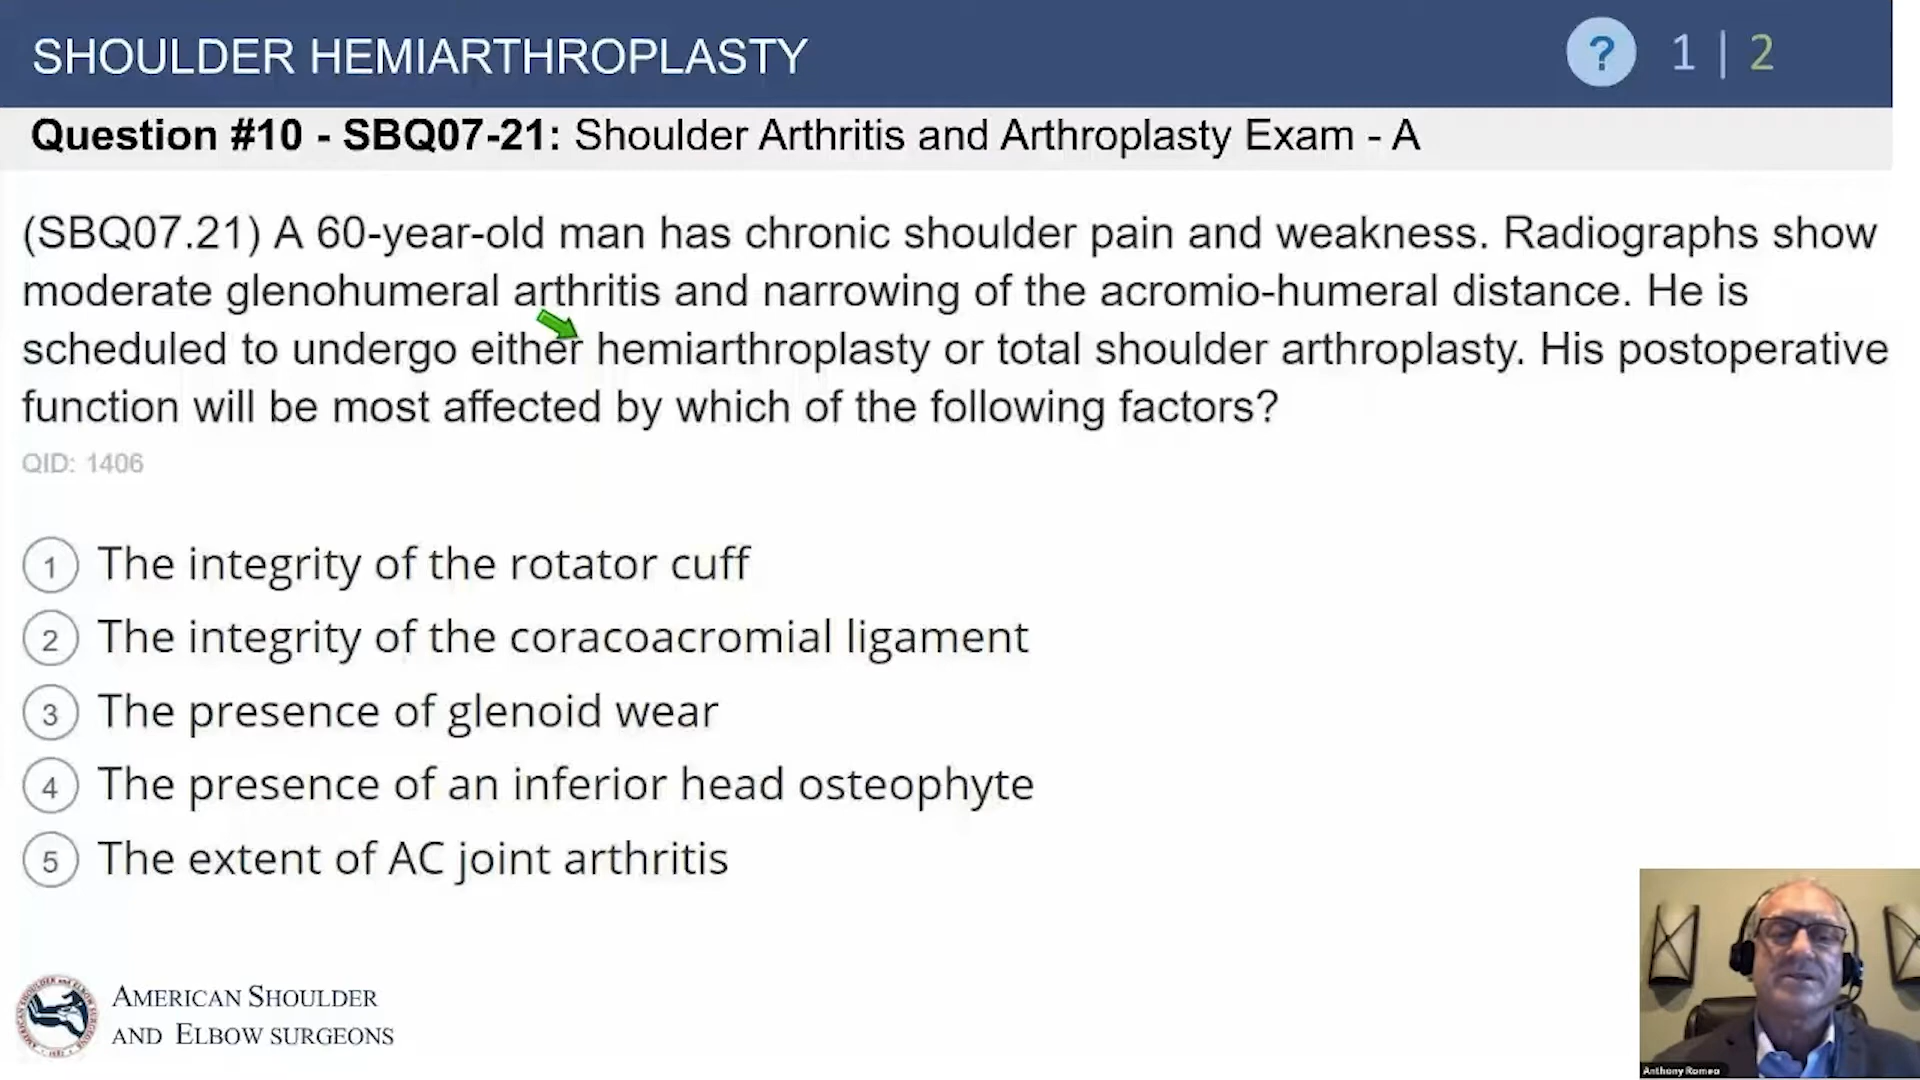 SHOULDER HEMIARTHROPLASTY
? 1 | 2
Question #10 - SBQ07-21: Shoulder Arthritis and Arthroplasty Exam - A
(SBQ07.21) A 60-year-old man has chronic shoulder pain and weakness. Radiographs show
moderate glenohumeral arthritis and narrowing of the acromio-humeral distance. He is
scheduled to undergo either hemiarthroplasty or total shoulder arthroplasty. His postoperative
function will be most affected by which of the following factors?
QID: 1406
1 The integrity of the rotator cuff
2 The integrity of the coracoacromial ligament
3 The presence of glenoid wear
4 The presence of an inferior head osteophyte
5 The extent of AC joint arthritis
AMERICAN SHOULDER
AND ELBOW SURGEONS
Anthony Romeo